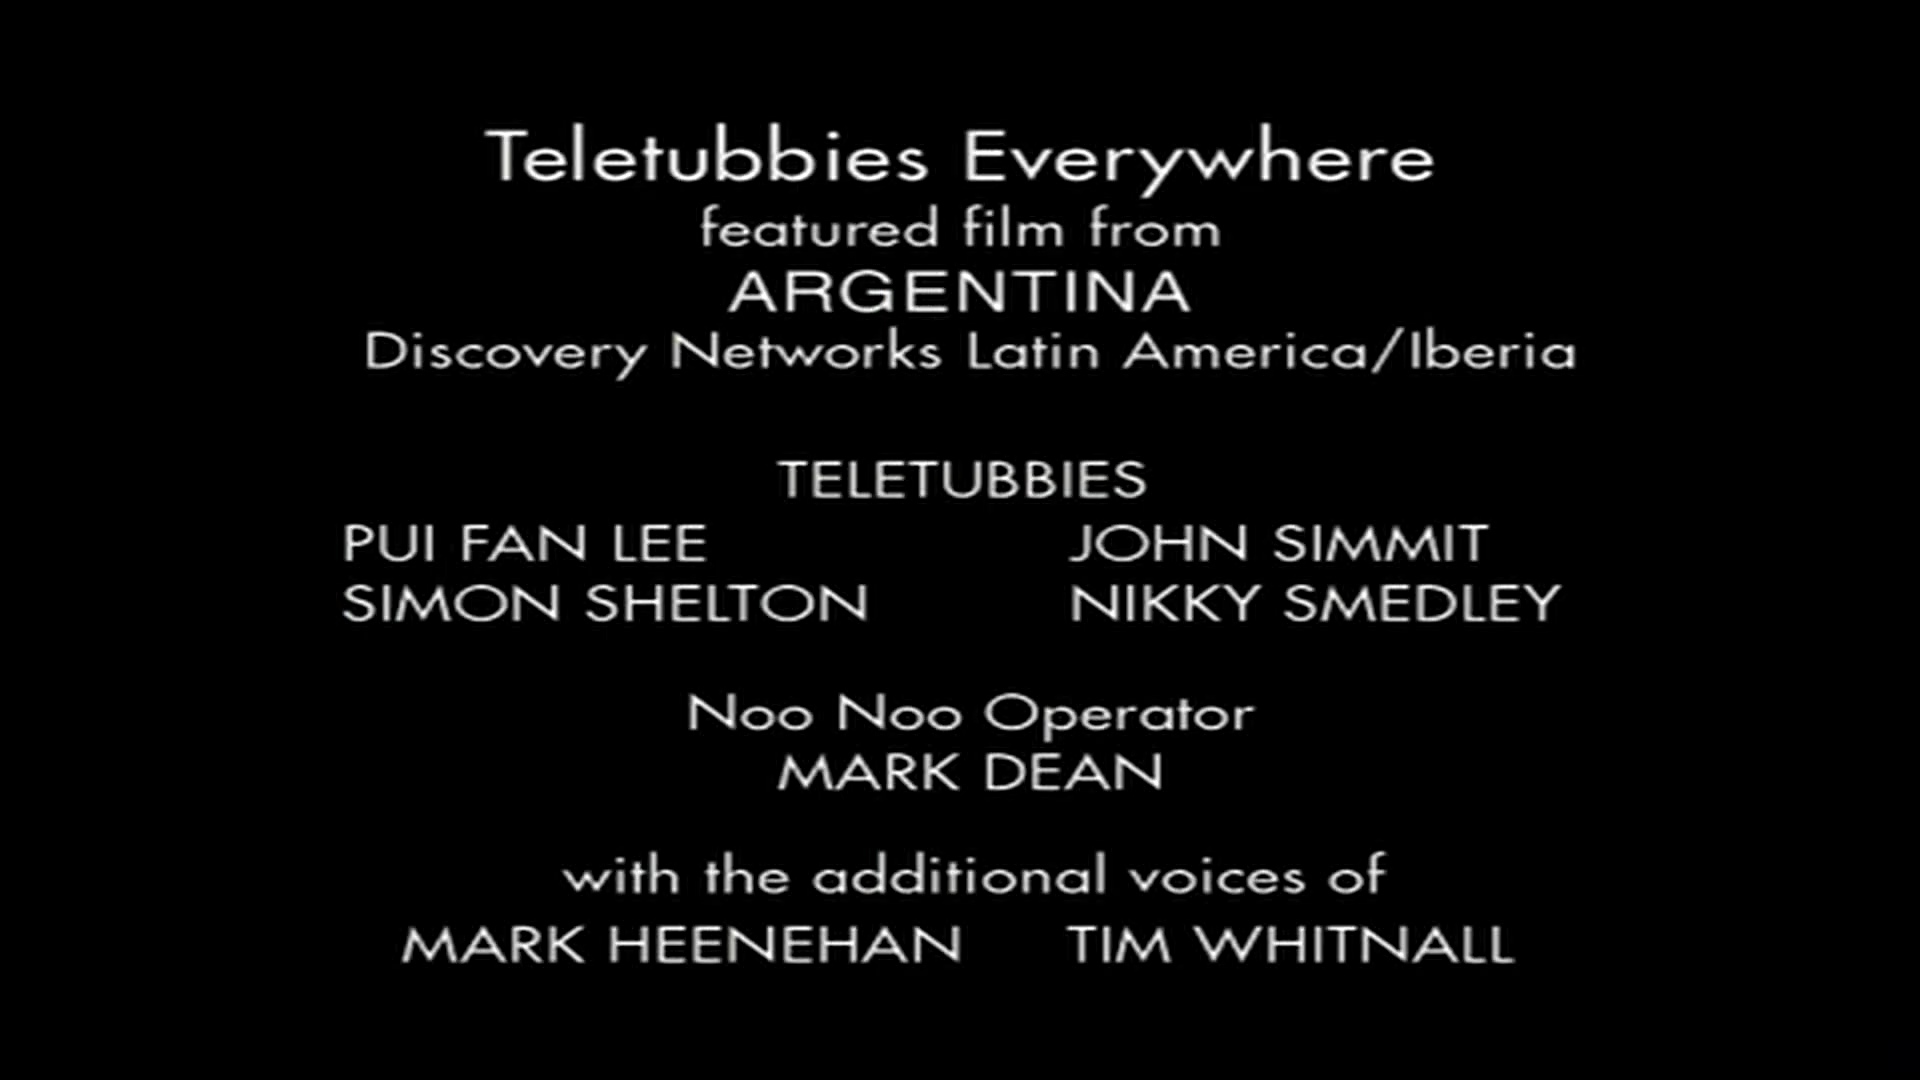 Teletubbies Everywhere
featured film from
ARGENTINA
Discovery Networks Latin America/Iberia
TELETUBBIES
PUI FAN LEE JOHN SIMMIT
SIMON SHELTON NIKKY SMEDLEY
Noo Noo Operator
MARK DEAN
with the additional voices of
MARK HEENEHAN TIM WHITNALL